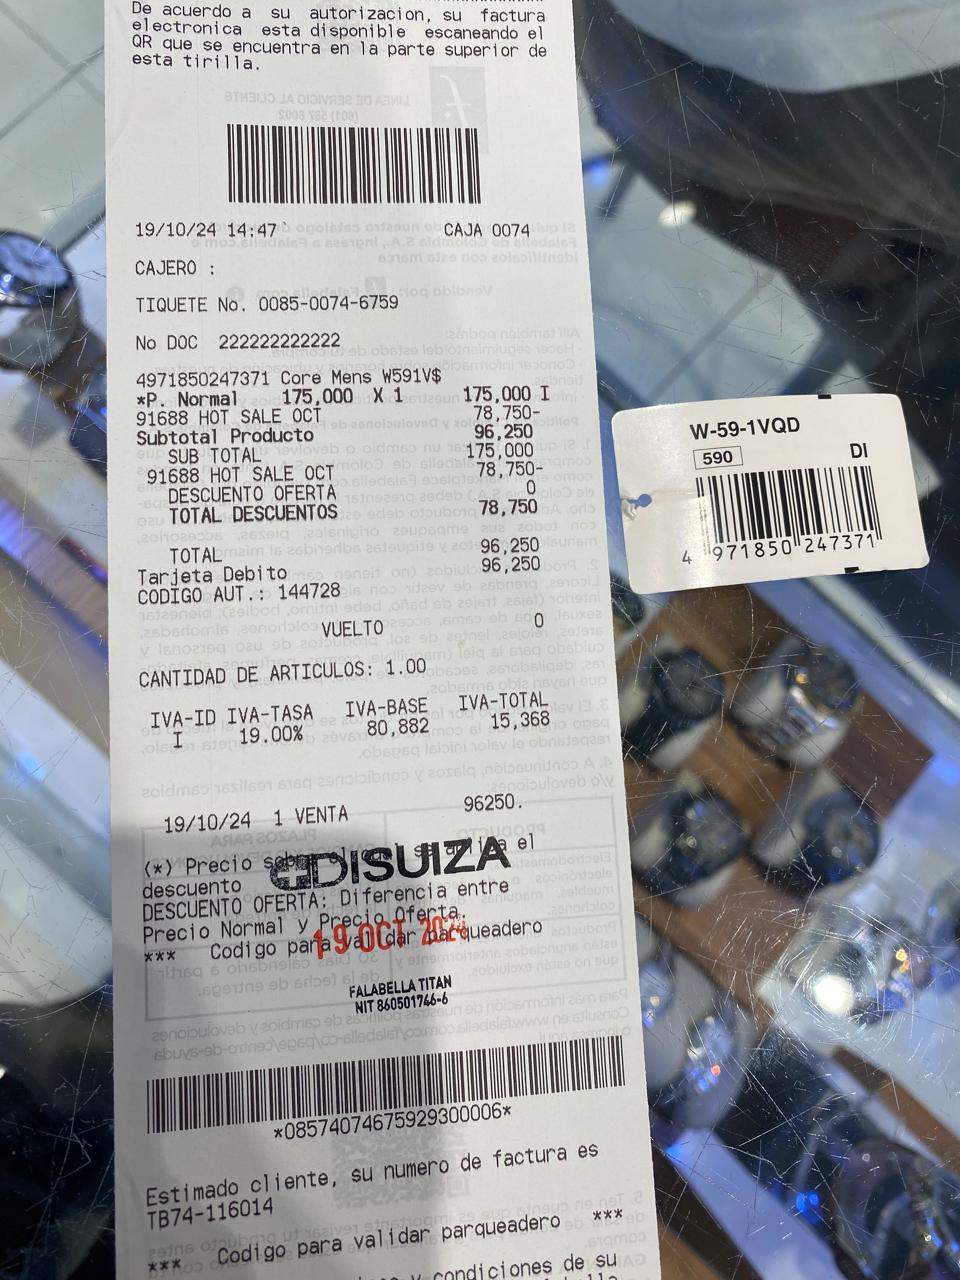 De acuerdo a su autorizacion, su factura
electronica esta disponible escaneando el
QR que se encuentra en la parte superior de
esta tirilla.
19/10/24 14:47
CAJA 0074
CAJERO :
TIQUETE No. 0085-0074-6759
No DOC 222222222222
4971850247371 Core Mens W591V$
*P. Normal 175,000 X 1 175,000 I
91688 HOT SALE OCT 78,750-
Subtotal Producto 96,250
SUB TOTAL 175,000
91688 HOT SALE OCT 78,750-
DESCUENTO OFERTA 0
TOTAL DESCUENTOS 78,750
TOTAL 96,250
Tarjeta Debito 96,250
CODIGO AUT.: 144728
VUELTO 0
CANTIDAD DE ARTICULOS: 1.00
IVA-ID IVA-TASA IVA-BASE IVA-TOTAL
I 19.00% 80,882 15,368
19/10/24 1 VENTA 96250.
(*) Precio sobre el
descuento
DISUIZA
DESCUENTO OFERTA: Diferencia entre
Precio Normal y Precio Oferta.
*** Codigo para validar parqueadero
19 OCT 2024
FALABELLA TITAN
NIT 860501746-6
*08574074675929300006*
Estimado cliente, su numero de factura es
TB74-116014
*** Codigo para validar parqueadero ***
condiciones de su
W-59-1VQD
590 DI
4 971850 247371